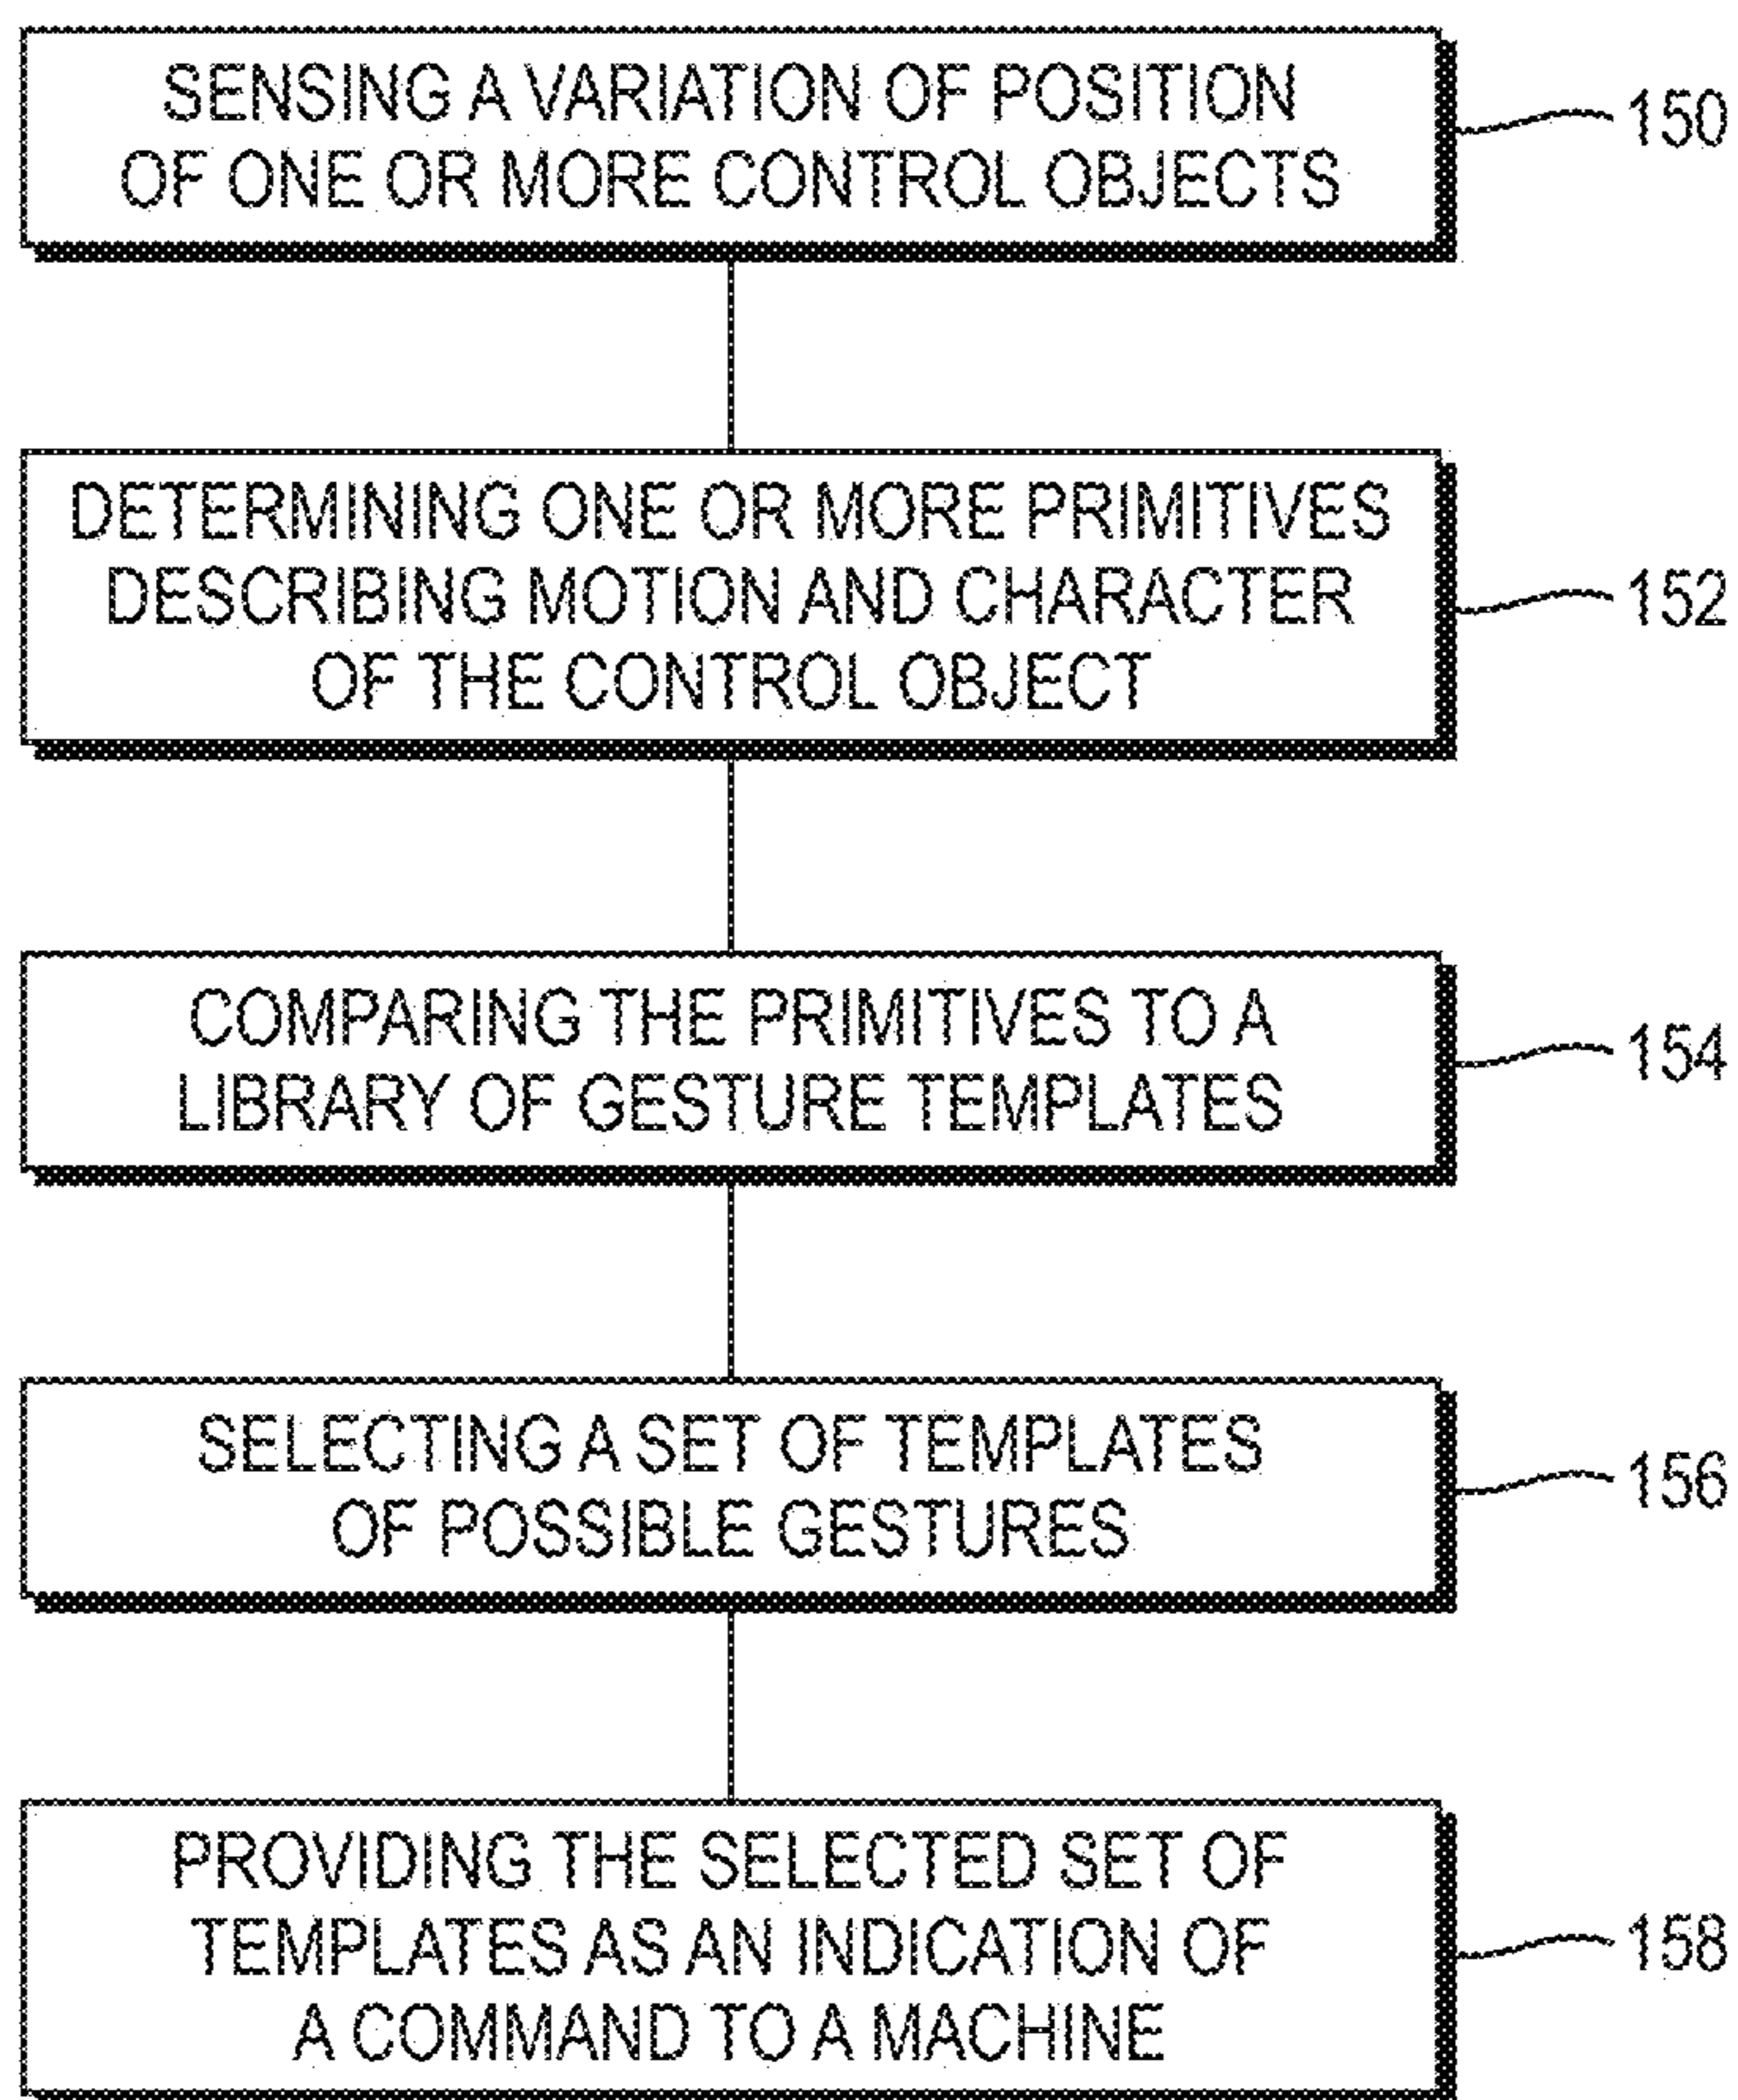 SENSING A VARIATION OF POSITION
OF ONE OR MORE CONTROL OBJECTS
150
DETERMINING ONE OR MORE PRIMITIVES
DESCRIBING MOTION AND CHARACTER
OF THE CONTROL OBJECT
152
COMPARING THE PRIMITIVES TO A
LIBRARY OF GESTURE TEMPLATES
154
SELECTING A SET OF TEMPLATES
OF POSSIBLE GESTURES
156
PROVIDING THE SELECTED SET OF
TEMPLATES AS AN INDICATION OF
A COMMAND TO A MACHINE
158